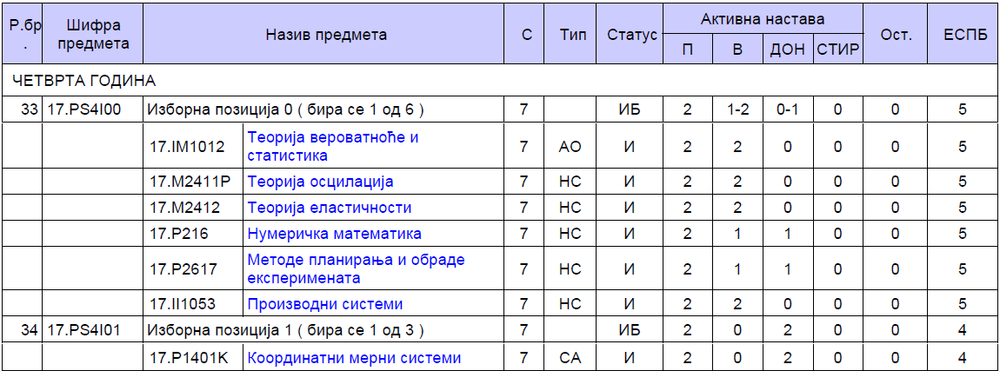 Р.бр. Шифра предмета Назив предмета С Тип Статус Активна настава Ост. ЕСПБ
П В ДОН СТИР
ЧЕТВРТА ГОДИНА
33 17.PS4I00 Изборна позиција 0 ( бира се 1 од 6 ) 7 ИБ 2 1-2 0-1 0 0 5
17.IM1012 Теорија вероватноће и статистика 7 АО И 2 2 0 0 0 5
17.M2411P Теорија осцилација 7 НС И 2 2 0 0 0 5
17.M2412 Теорија еластичности 7 НС И 2 2 0 0 0 5
17.P216 Нумеричка математика 7 НС И 2 1 1 0 0 5
17.P2617 Методе планирања и обраде експеримената 7 НС И 2 1 1 0 0 5
17.II1053 Производни системи 7 НС И 2 2 0 0 0 5
34 17.PS4I01 Изборна позиција 1 ( бира се 1 од 3 ) 7 ИБ 2 0 2 0 0 4
17.P1401K Координатни мерни системи 7 СА И 2 0 2 0 0 4